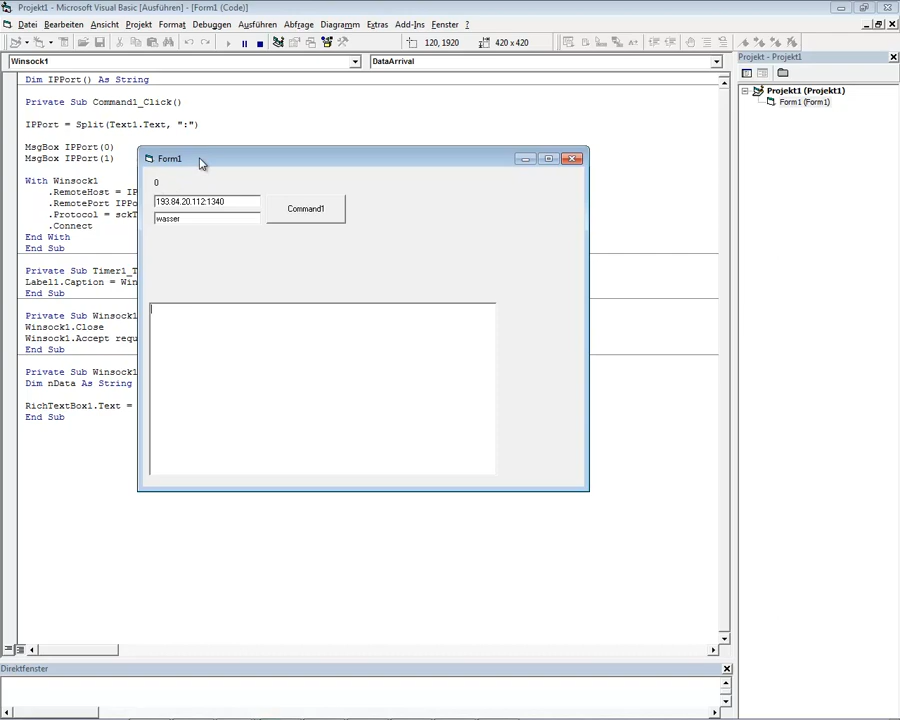 Projekt1 - Microsoft Visual Basic [Ausführen] - [Form1 (Code)]
Datei Bearbeiten Ansicht Projekt Format Debuggen Ausführen Abfrage Diagramm Extras Add-Ins Fenster ?
120, 1920 420 x 420
Winsock1 DataArrival
Projekt - Projekt1
Projekt1 (Projekt1)
Form1 (Form1)
Dim IPPort() As String
Private Sub Command1_Click()
IPPort = Split(Text1.Text, ":")
MsgBox IPPort(0)
MsgBox IPPort(1)
With Winsock1
.RemoteHost = IP
.RemotePort IPPo
.Protocol = sckT
.Connect
End With
End Sub
Private Sub Timer1_T
Label1.Caption = Win
End Sub
Private Sub Winsock1
Winsock1.Close
Winsock1.Accept requ
End Sub
Private Sub Winsock1
Dim nData As String
RichTextBox1.Text =
End Sub
Form1
0
193.84.20.112:1340
wasser
Command1
Direktfenster